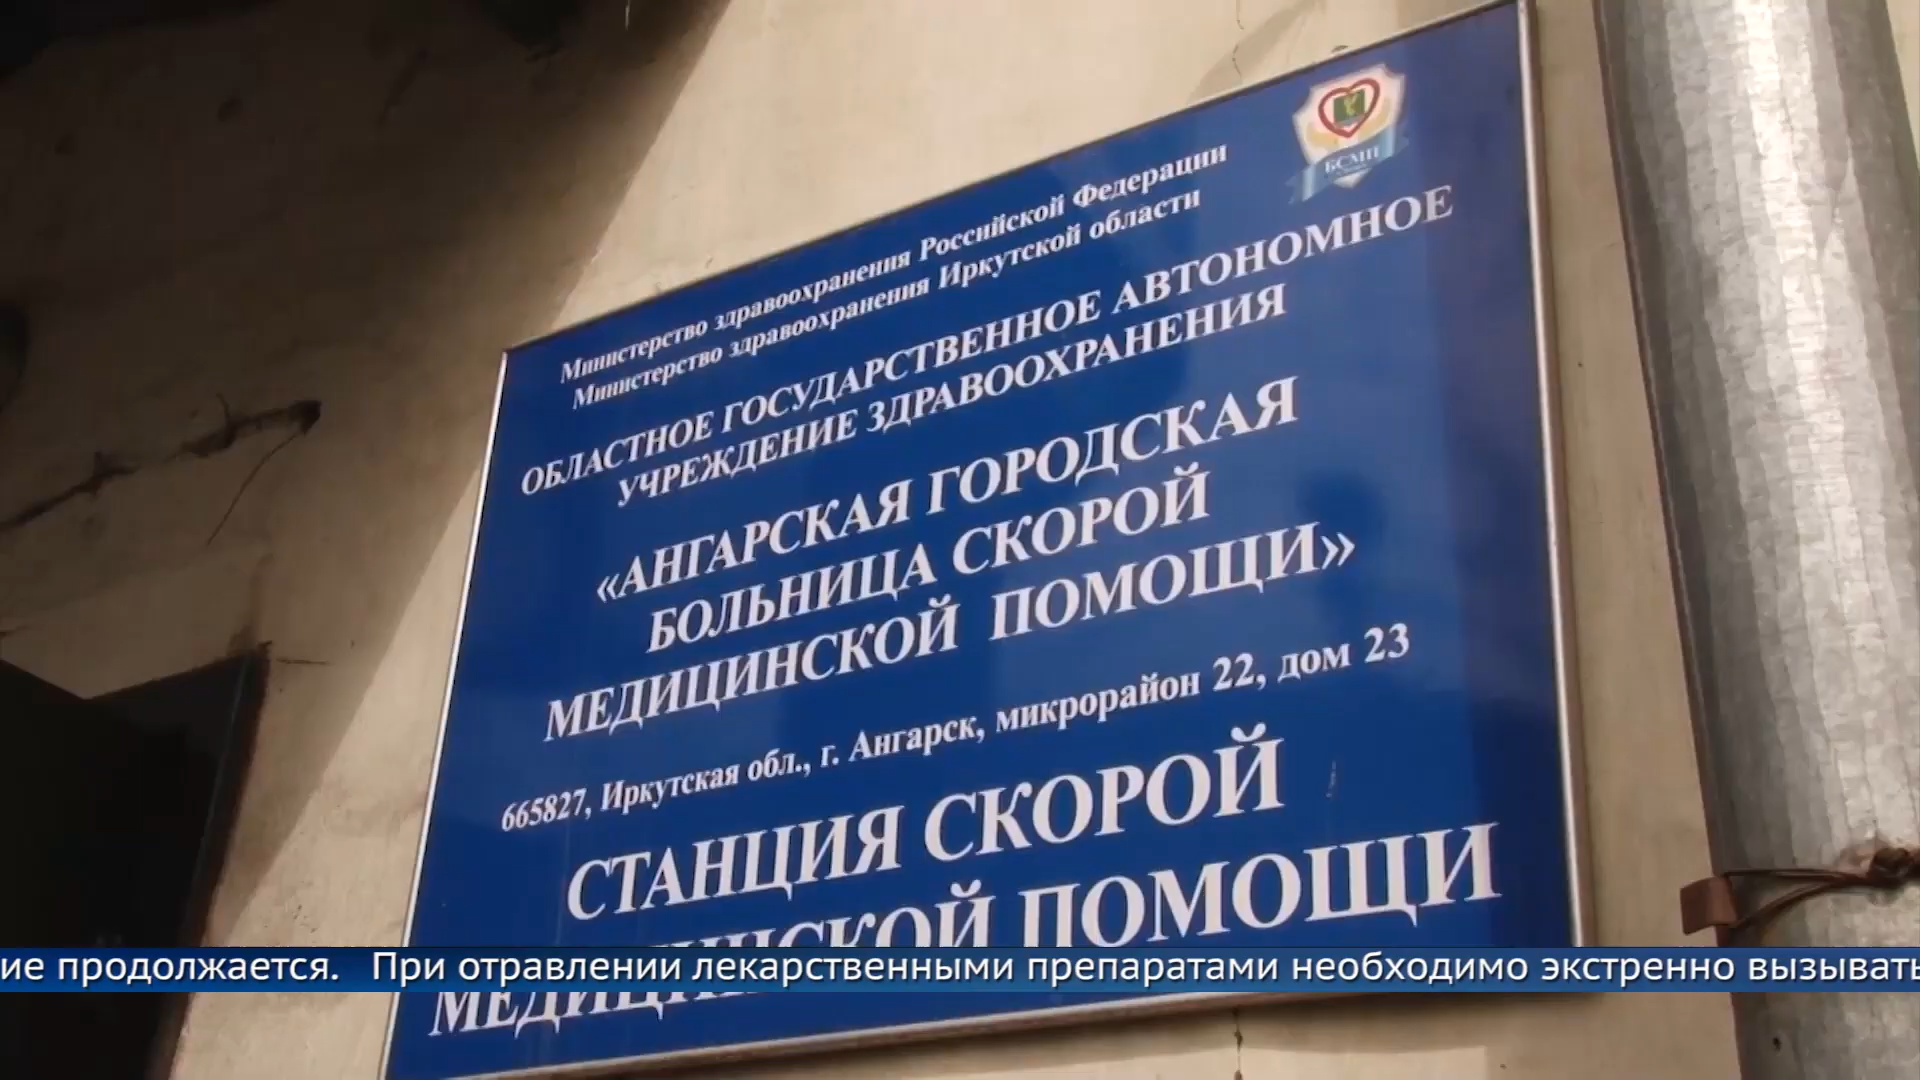 БСМП
Министерство здравоохранения Российской Федерации
Министерство здравоохранения Иркутской области
ОБЛАСТНОЕ ГОСУДАРСТВЕННОЕ АВТОНОМНОЕ
УЧРЕЖДЕНИЕ ЗДРАВООХРАНЕНИЯ
«АНГАРСКАЯ ГОРОДСКАЯ
БОЛЬНИЦА СКОРОЙ
МЕДИЦИНСКОЙ ПОМОЩИ»
665827, Иркутская обл., г. Ангарск, микрорайон 22, дом 23
СТАНЦИЯ СКОРОЙ
МЕДИЦИНСКОЙ ПОМОЩИ
ие продолжается. При отравлении лекарственными препаратами необходимо экстренно вызывать